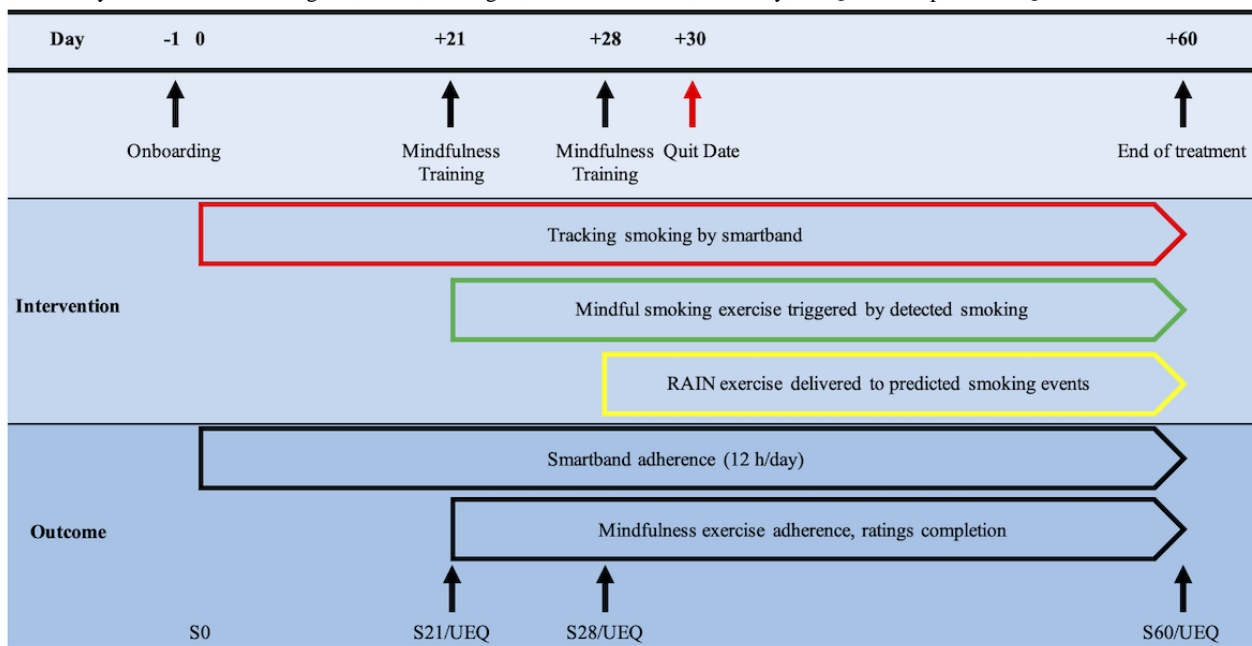 Day -1 0 +21 +28 +30 +60
Onboarding Mindfulness Mindfulness Quit Date End of treatment
Training Training
Tracking smoking by smartband
Intervention
Mindful smoking exercise triggered by detected smoking
RAIN exercise delivered to predicted smoking events
Smartband adherence (12 h/day)
Outcome
Mindfulness exercise adherence, ratings completion
S0 S21/UEQ S28/UEQ S60/UEQ